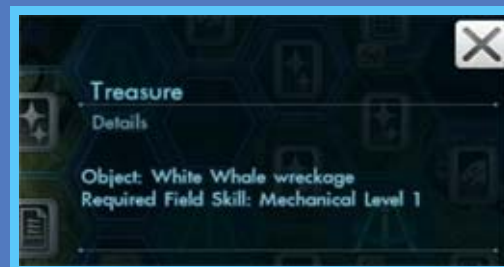 Treasure
Details
Object: White Whale wreckage
Required Field Skill: Mechanical Level 1